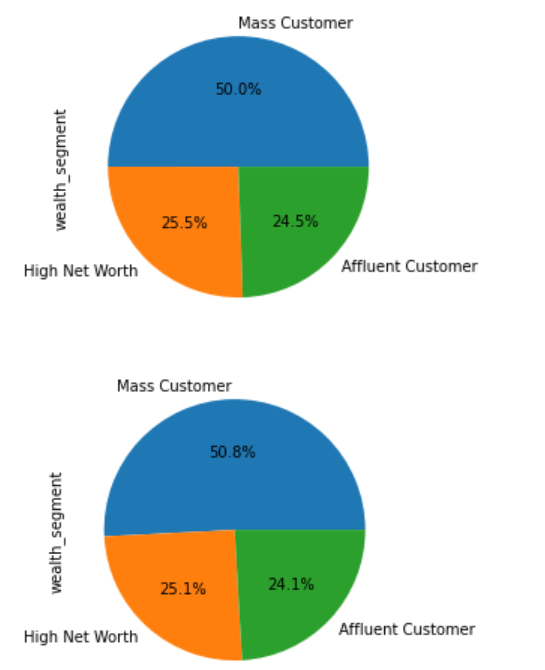 Mass Customer
50.0%
wealth_segment
25.5%
24.5%
High Net Worth
Affluent Customer
Mass Customer
50.8%
wealth_segment
25.1%
24.1%
High Net Worth
Affluent Customer